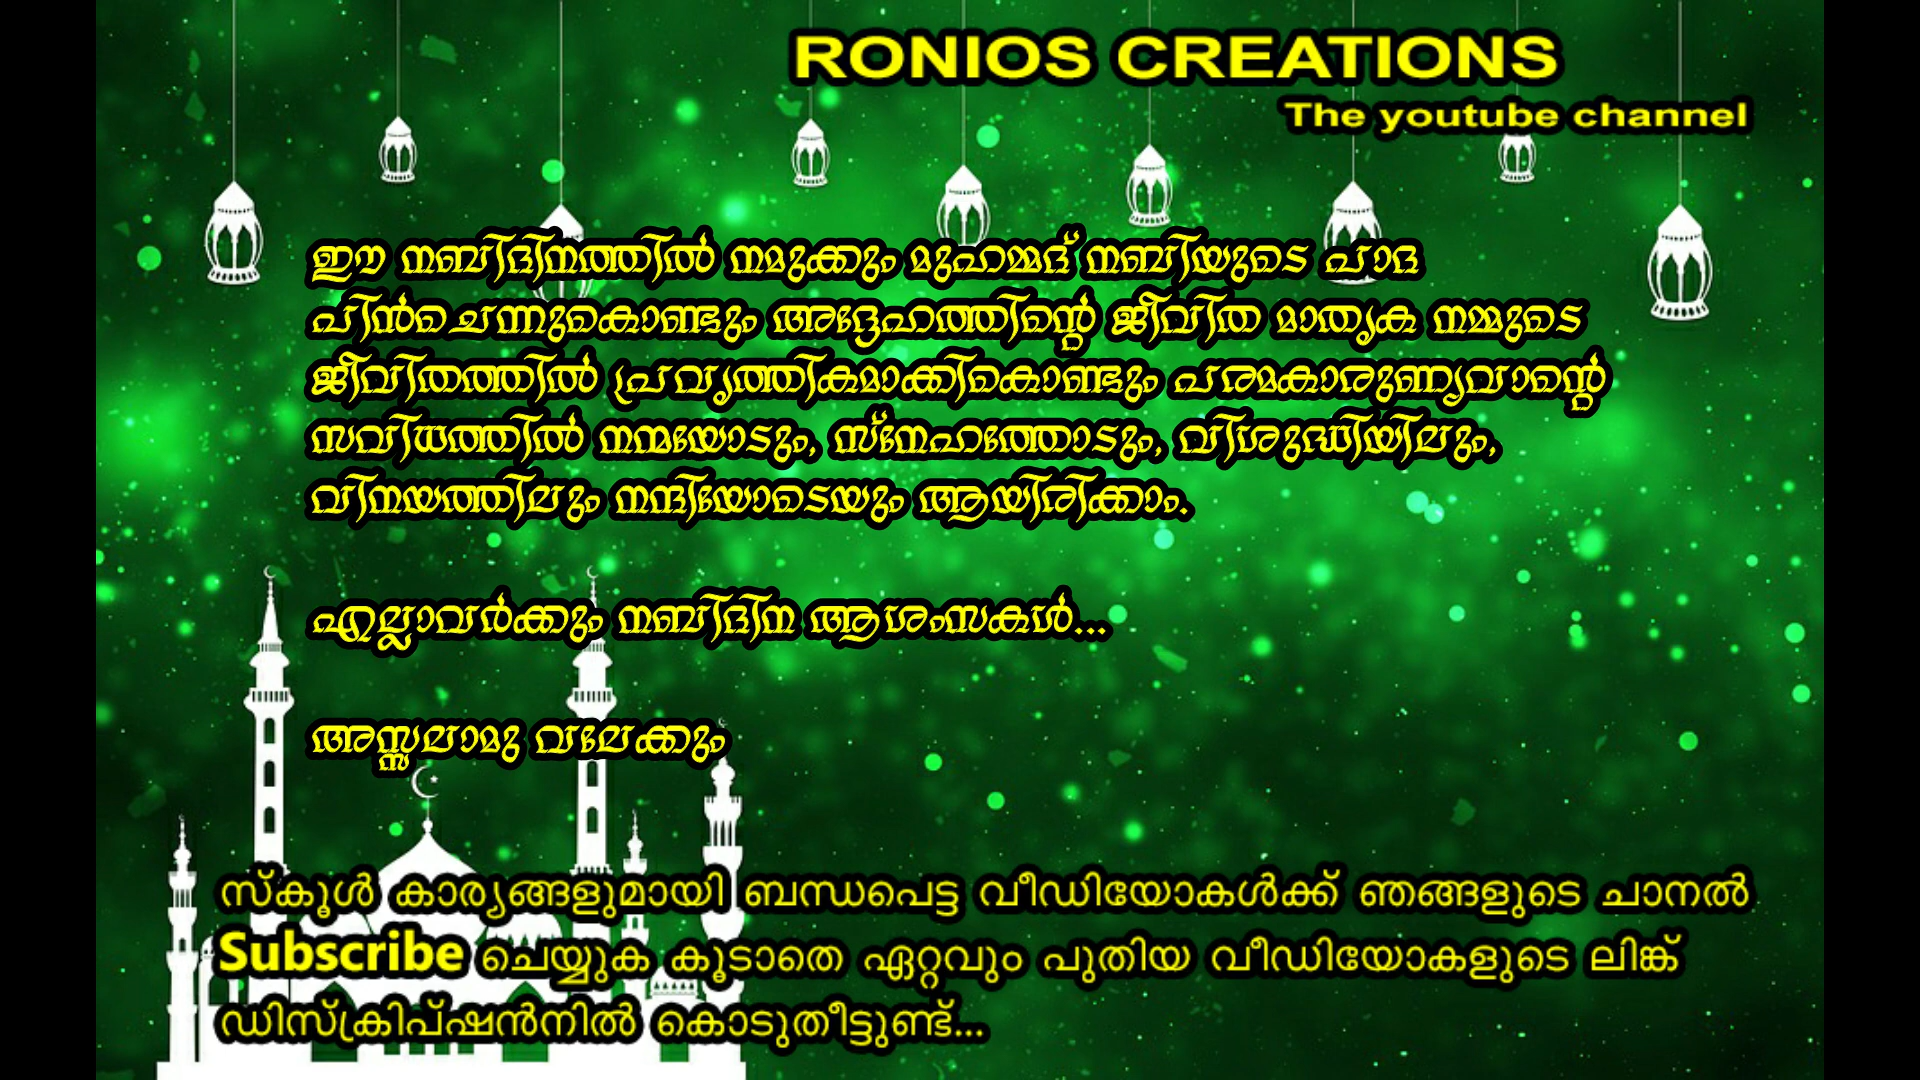 RONIOS CREATIONS
The youtube channel
ഈ നബിദിനത്തിൽ നമുക്കും മുഹമ്മദ് നബിയുടെ പാദ
പിൻചെന്നുകൊണ്ടും അദ്ദേഹത്തിന്റെ ജീവിത മാതൃക നമ്മുടെ
ജീവിതത്തിൽ പ്രവൃത്തികമാക്കികൊണ്ടും പരമകാരുണ്യവാന്റെ
സവിധത്തിൽ നന്മയോടും, സ്നേഹത്തോടും, വിശുദ്ധിയിലും,
വിനയത്തിലും നന്ദിയോടെയും ആയിരിക്കാം.
എല്ലാവർക്കും നബിദിന ആശംസകൾ...
അസ്സലാമു വലേക്കും
സ്കൂൾ കാര്യങ്ങളുമായി ബന്ധപെട്ട വീഡിയോകൾക്ക് ഞങ്ങളുടെ ചാനൽ
Subscribe ചെയ്യുക കൂടാതെ ഏറ്റവും പുതിയ വീഡിയോകളുടെ ലിങ്ക്
ഡിസ്ക്രിപ്ഷൻനിൽ കൊടുതീട്ടുണ്ട്...